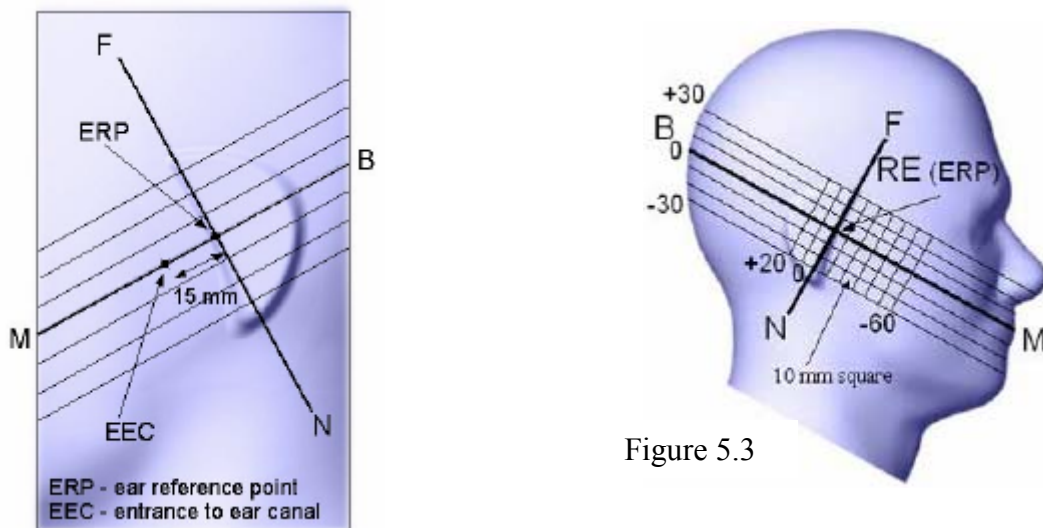 F
ERP
B
15 mm
M
EEC
N
ERP - ear reference point
EEC - entrance to ear canal
+30
B
0
-30
F
RE (ERP)
+20
0
N
-60
M
10 mm square
Figure 5.3